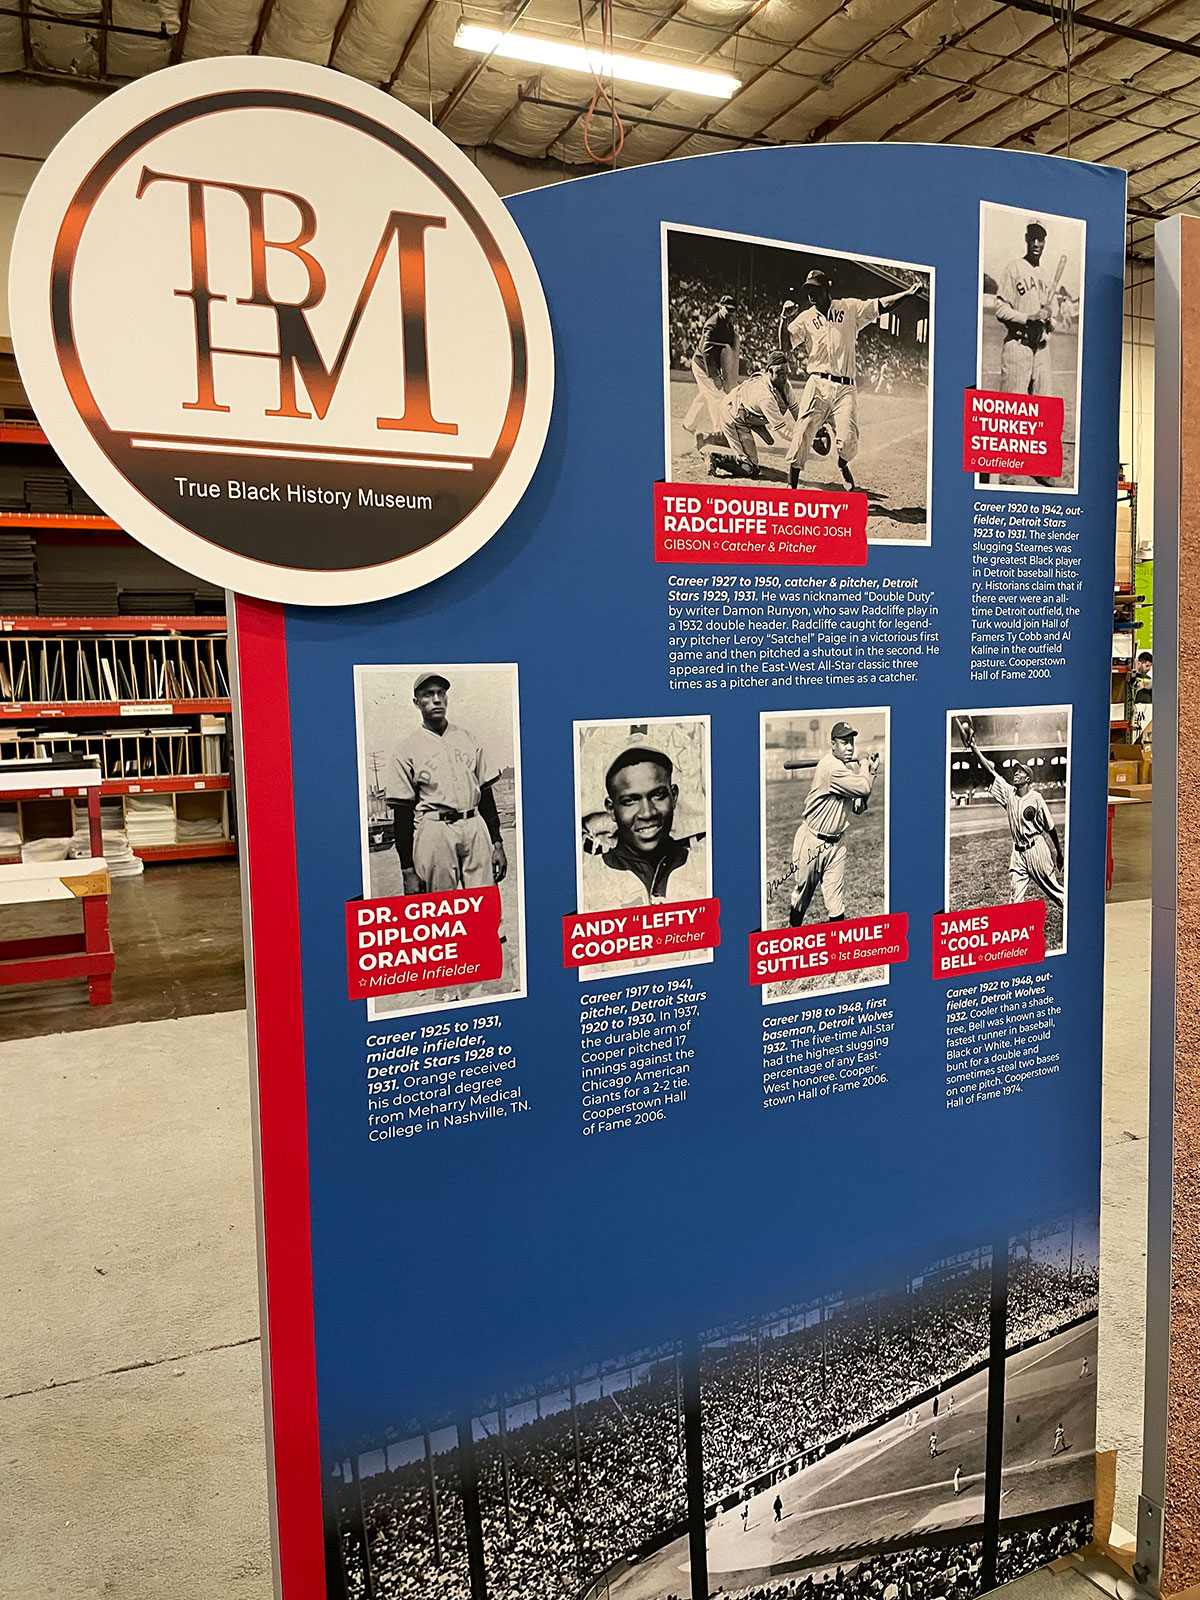 TBHM
True Black History Museum
GIANTS
TED “DOUBLE DUTY”
RADCLIFFE TAGGING JOSH
GIBSON☆Catcher & Pitcher
Career 1927 to 1950, catcher & pitcher, Detroit
Stars 1929, 1931. He was nicknamed “Double Duty”
by writer Damon Runyon, who saw Radcliffe play in
a 1932 double header. Radcliffe caught for legend-
ary pitcher Leroy “Satchel” Paige in a victorious first
game and then pitched a shutout in the second. He
appeared in the East-West All-Star classic three
times as a pitcher and three times as a catcher.
NORMAN
“TURKEY”
STEARNES
☆Outfielder
Career 1920 to 1942, out-
fielder, Detroit Stars
1923 to 1931. The slender
slugging Stearnes was
the greatest Black player
in Detroit baseball histo-
ry. Historians claim that if
there ever were an all-
time Detroit outfield, the
Turk would join Hall of
Famers Ty Cobb and Al
Kaline in the outfield
pasture. Cooperstown
Hall of Fame 2000.
DR. GRADY
DIPLOMA
ORANGE
☆Middle Infielder
Career 1925 to 1931,
middle infielder,
Detroit Stars 1928 to
1931. Orange received
his doctoral degree
from Meharry Medical
College in Nashville, TN.
ANDY “LEFTY”
COOPER☆Pitcher
Career 1917 to 1941,
pitcher, Detroit Stars
1920 to 1930. In 1937,
the durable arm of
Cooper pitched 17
innings against the
Chicago American
Giants for a 2-2 tie.
Cooperstown Hall
of Fame 2006.
GEORGE “MULE”
SUTTLES☆1st Baseman
Career 1918 to 1948, first
baseman, Detroit Wolves
1932. The five-time All-Star
had the highest slugging
percentage of any East-
West honoree. Cooper-
stown Hall of Fame 2006.
JAMES
“COOL PAPA”
BELL☆Outfielder
Career 1922 to 1948, out-
fielder, Detroit Wolves
1932. Cooler than a shade
tree, Bell was known as the
fastest runner in baseball,
Black or White. He could
bunt for a double and
sometimes steal two bases
on one pitch. Cooperstown
Hall of Fame 1974.